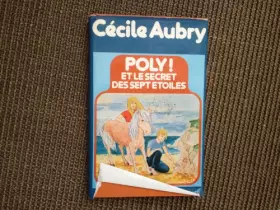 Cécile Aubry
POLY!
ET LE SECRET
DES SEPT ETOILES